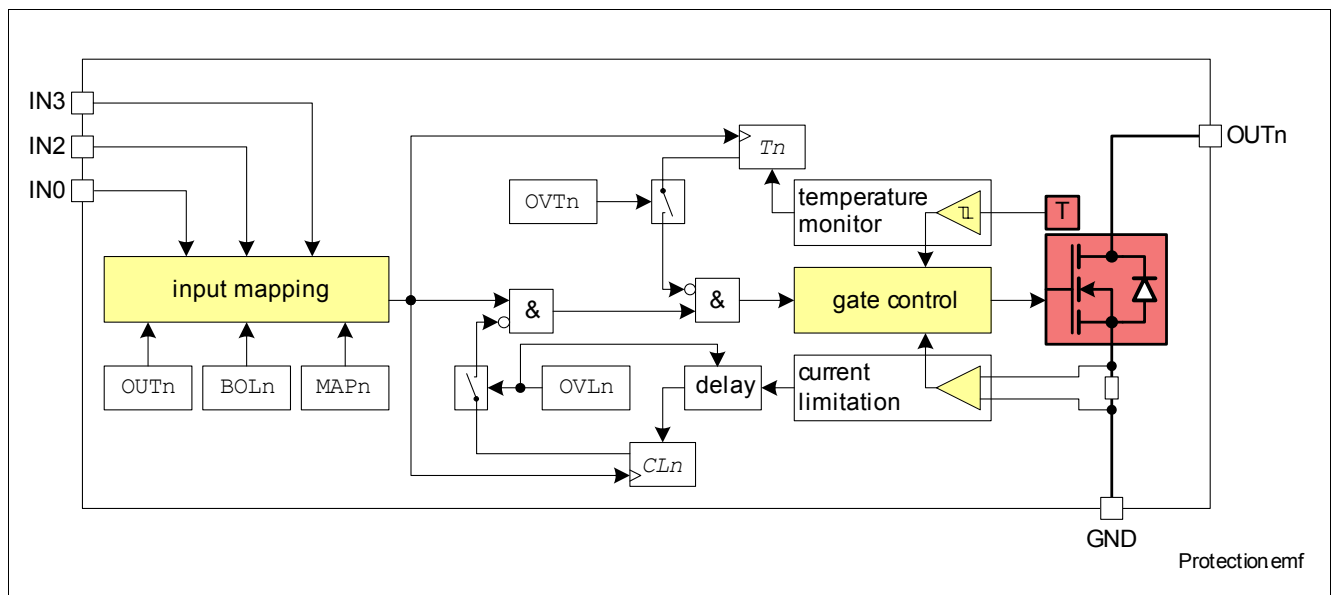 IN3
IN2
IN0
OUTn
Tn
OVTn
temperature
monitor
T
input mapping
&
&
gate control
OUTn
BOLn
MAPn
OVLn
delay
current
limitation
CLn
GND
Protection emf